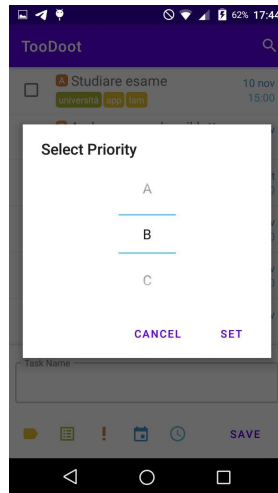 62% 17:44
TooDoot
A Studiare esame
10 nov
università app lam
15:00
Select Priority
A
B
C
CANCEL SET
Task Name
SAVE